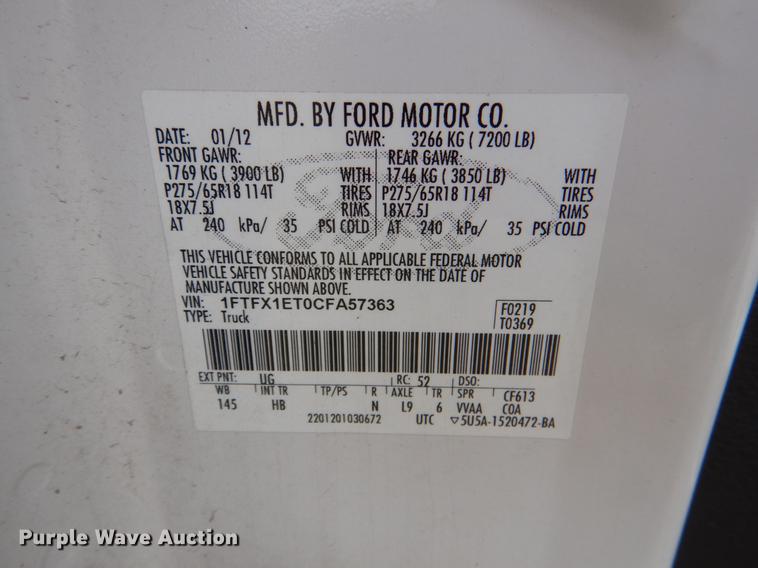 MFD. BY FORD MOTOR CO.
DATE: 01/12 GVWR: 3266 KG ( 7200 LB)
FRONT GAWR: REAR GAWR:
1769 KG ( 3900 LB) WITH 1746 KG ( 3850 LB) WITH
P275/65R18 114T TIRES P275/65R18 114T TIRES
18X7.5J RIMS 18X7.5J RIMS
AT 240 kPa/ 35 PSI COLD AT 240 kPa/ 35 PSI COLD
THIS VEHICLE CONFORMS TO ALL APPLICABLE FEDERAL MOTOR
VEHICLE SAFETY STANDARDS IN EFFECT ON THE DATE OF
MANUFACTURE SHOWN ABOVE.
VIN: 1FTFX1ET0CFA57363 F0219
TYPE: Truck T0369
EXT PNT: UG RC: 52 DSO:
WB INT TR TP/PS R AXLE TR SPR CF613
145 HB N L9 6 VVAA COA
2201201030672 UTC ▽5U5A-1520472-BA
Ford
Purple Wave Auction